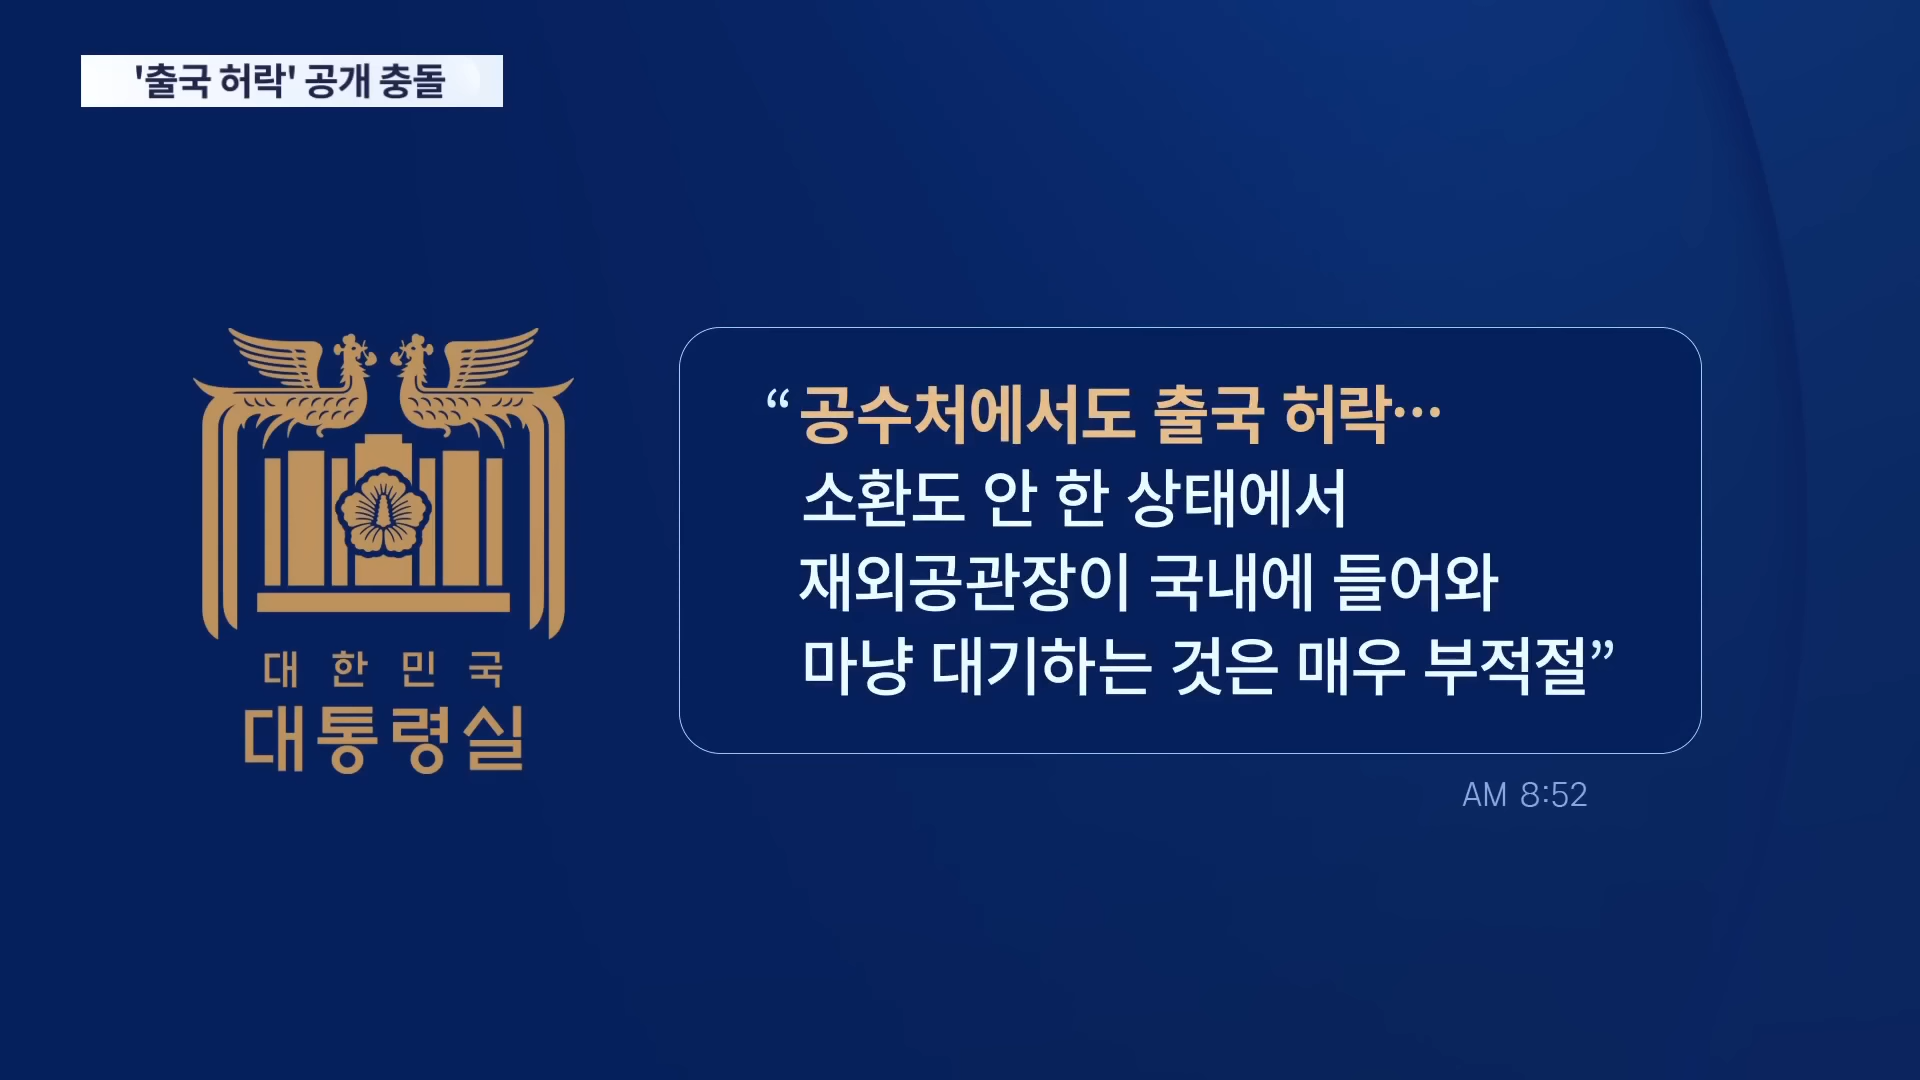 '출국 허락' 공개 충돌
“공수처에서도 출국 허락…
소환도 안 한 상태에서
재외공관장이 국내에 들어와
마냥 대기하는 것은 매우 부적절”
AM 8:52
대한민국
대통령실